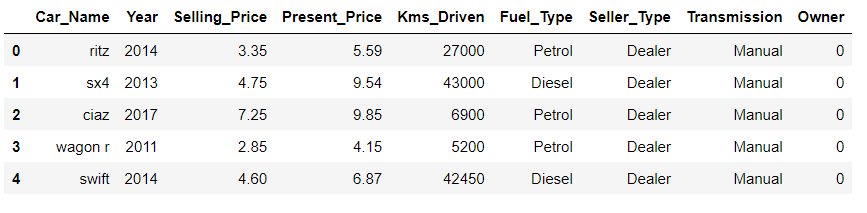 Car_Name Year Selling_Price Present_Price Kms_Driven Fuel_Type Seller_Type Transmission Owner
0 ritz 2014 3.35 5.59 27000 Petrol Dealer Manual 0
1 sx4 2013 4.75 9.54 43000 Diesel Dealer Manual 0
2 ciaz 2017 7.25 9.85 6900 Petrol Dealer Manual 0
3 wagon r 2011 2.85 4.15 5200 Petrol Dealer Manual 0
4 swift 2014 4.60 6.87 42450 Diesel Dealer Manual 0